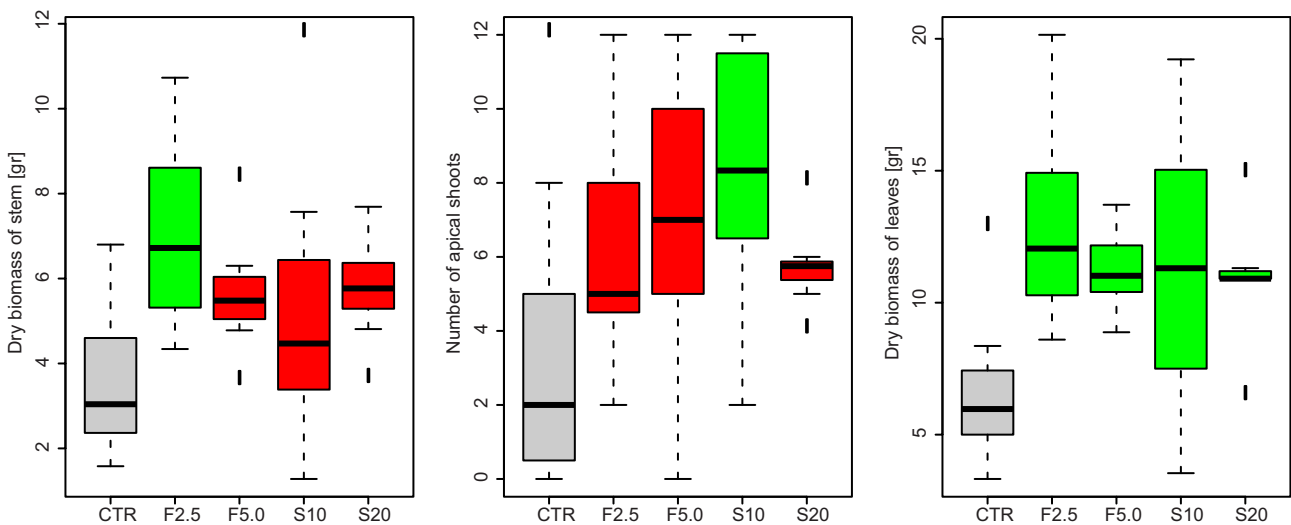 Dry biomass of stem [gr]
12
10
8
6
4
2
CTR F2.5 F5.0 S10 S20
Number of apical shoots
12
10
8
6
4
2
0
CTR F2.5 F5.0 S10 S20
Dry biomass of leaves [gr]
20
15
10
5
CTR F2.5 F5.0 S10 S20